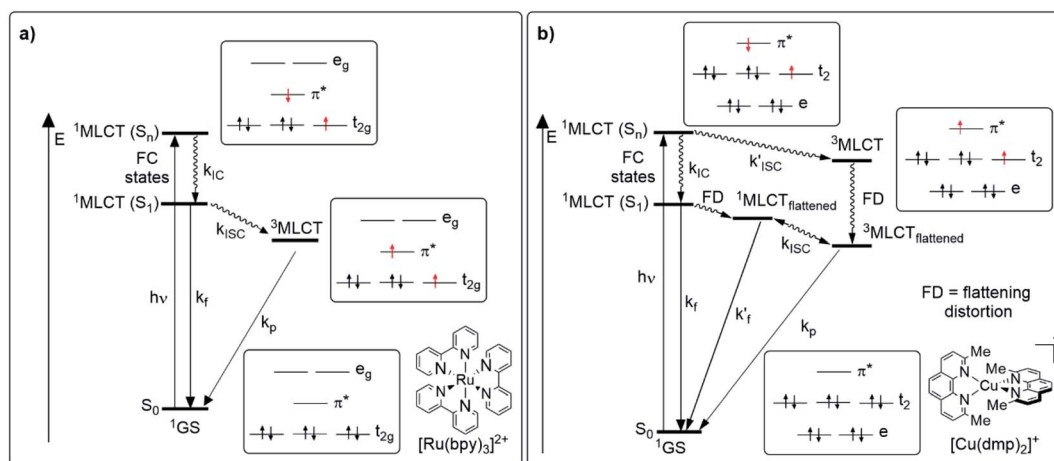 a)
E
¹MLCT (Sₙ)
FC
states
k_IC
¹MLCT (S₁)
k_ISC
³MLCT
hν
k_f
k_p
S₀
¹GS
e_g
π*
t_2g
e_g
π*
t_2g
e_g
π*
t_2g
N
N
N
Ru
N
N
N
[Ru(bpy)₃]²⁺
b)
E
¹MLCT (Sₙ)
FC
states
k_IC
k'_ISC
³MLCT
¹MLCT (S₁)
FD
¹MLCT_flattened
FD
k_ISC
³MLCT_flattened
hν
k_f
k'_f
k_p
FD = flattening
distortion
S₀
¹GS
π*
t₂
e
π*
t₂
e
π*
t₂
e
Me
Me
N
N
Cu
N
N
Me
Me
[Cu(dmp)₂]⁺